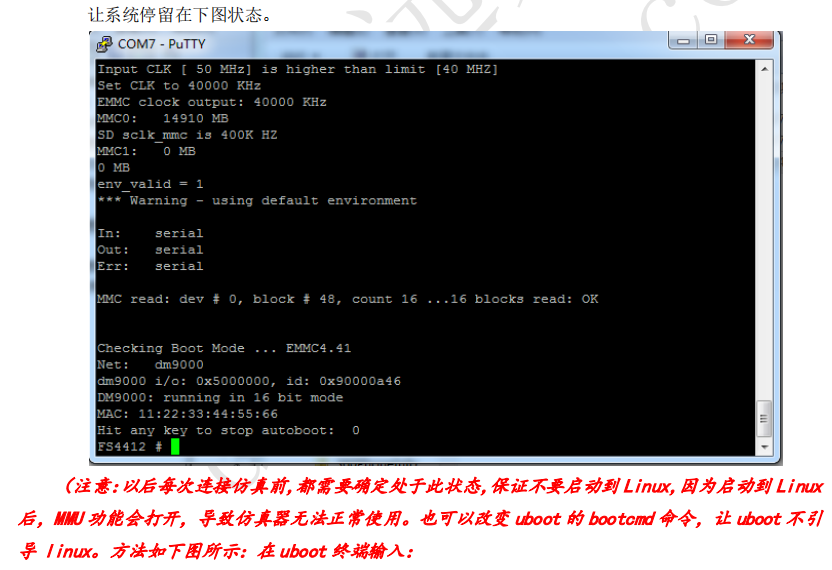 让系统停留在下图状态。
COM7 - PuTTY
Input CLK [ 50 MHz] is higher than limit [40 MHZ]
Set CLK to 40000 KHz
EMMC clock output: 40000 KHz
MMC0:   14910 MB
SD sclk_mmc is 400K HZ
MMC1:   0 MB
0 MB
env_valid = 1
*** Warning - using default environment
In:    serial
Out:   serial
Err:   serial
MMC read: dev # 0, block # 48, count 16 ...16 blocks read: OK
Checking Boot Mode ... EMMC4.41
Net:   dm9000
dm9000 i/o: 0x5000000, id: 0x90000a46
DM9000: running in 16 bit mode
MAC: 11:22:33:44:55:66
Hit any key to stop autoboot:  0
FS4412 #
（注意：以后每次连接仿真前,都需要确定处于此状态,保证不要启动到 Linux,因为启动到 Linux
后，MMU 功能会打开，导致仿真器无法正常使用。也可以改变 uboot 的 bootcmd 命令，让 uboot 不引
导 linux。方法如下图所示：在 uboot 终端输入：